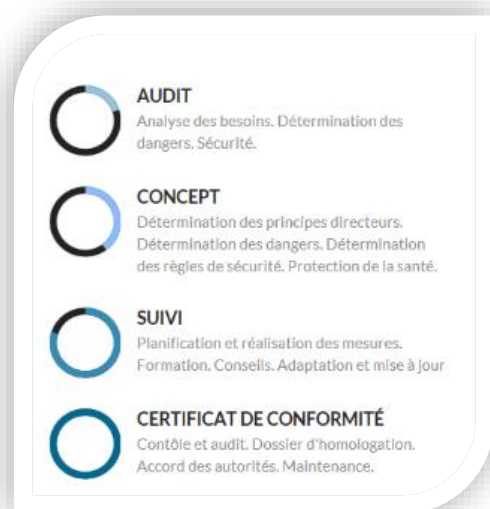 AUDIT
Analyse des besoins. Détermination des
dangers. Sécurité.
CONCEPT
Détermination des principes directeurs.
Détermination des dangers. Détermination
des règles de sécurité. Protection de la santé.
SUIVI
Planification et réalisation des mesures.
Formation. Conseils. Adaptation et mise à jour
CERTIFICAT DE CONFORMITÉ
Contôle et audit. Dossier d'homologation.
Accord des autorités. Maintenance.